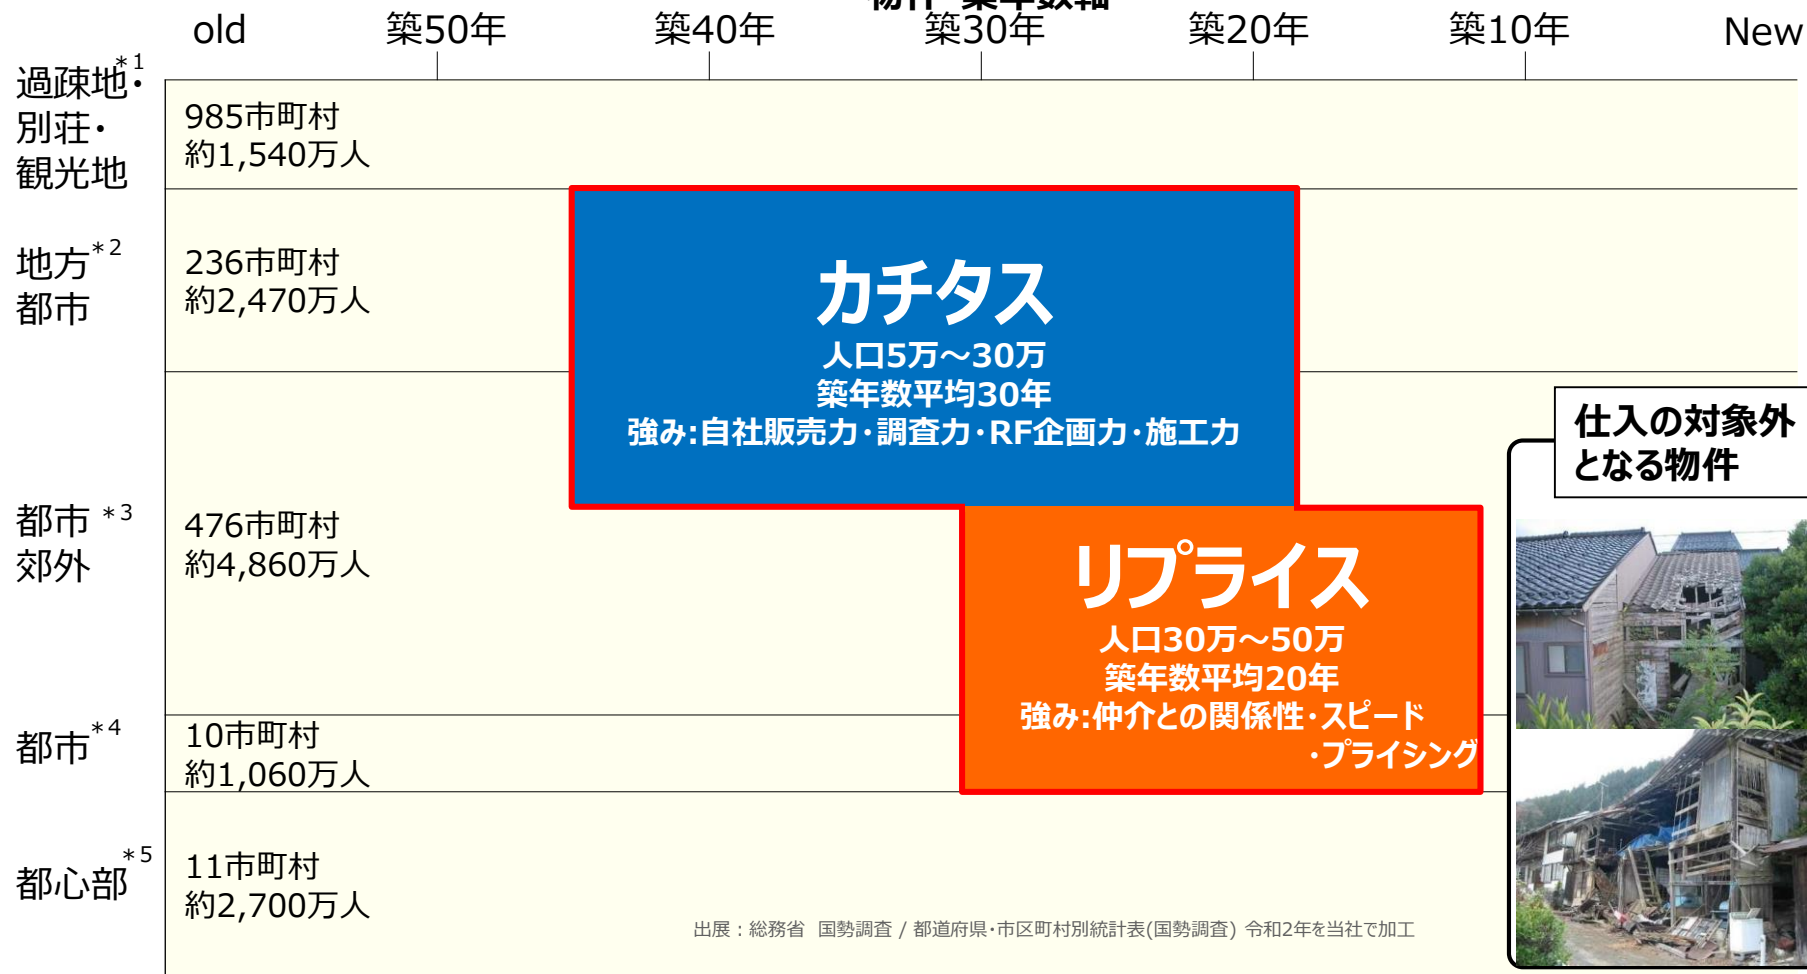 物件 築年数軸
old 築50年 築40年 築30年 築20年 築10年 New
過疎地・*1
別荘・
観光地
985市町村
約1,540万人
地方*2
都市
236市町村
約2,470万人
カチタス
人口5万～30万
築年数平均30年
強み:自社販売力・調査力・RF企画力・施工力
仕入の対象外
となる物件
都市 *3
郊外
476市町村
約4,860万人
リプライス
人口30万～50万
築年数平均20年
強み:仲介との関係性・スピード
・プライシング
都市*4
10市町村
約1,060万人
都心部*5
11市町村
約2,700万人
出展：総務省 国勢調査 / 都道府県・市区町村別統計表(国勢調査) 令和2年を当社で加工